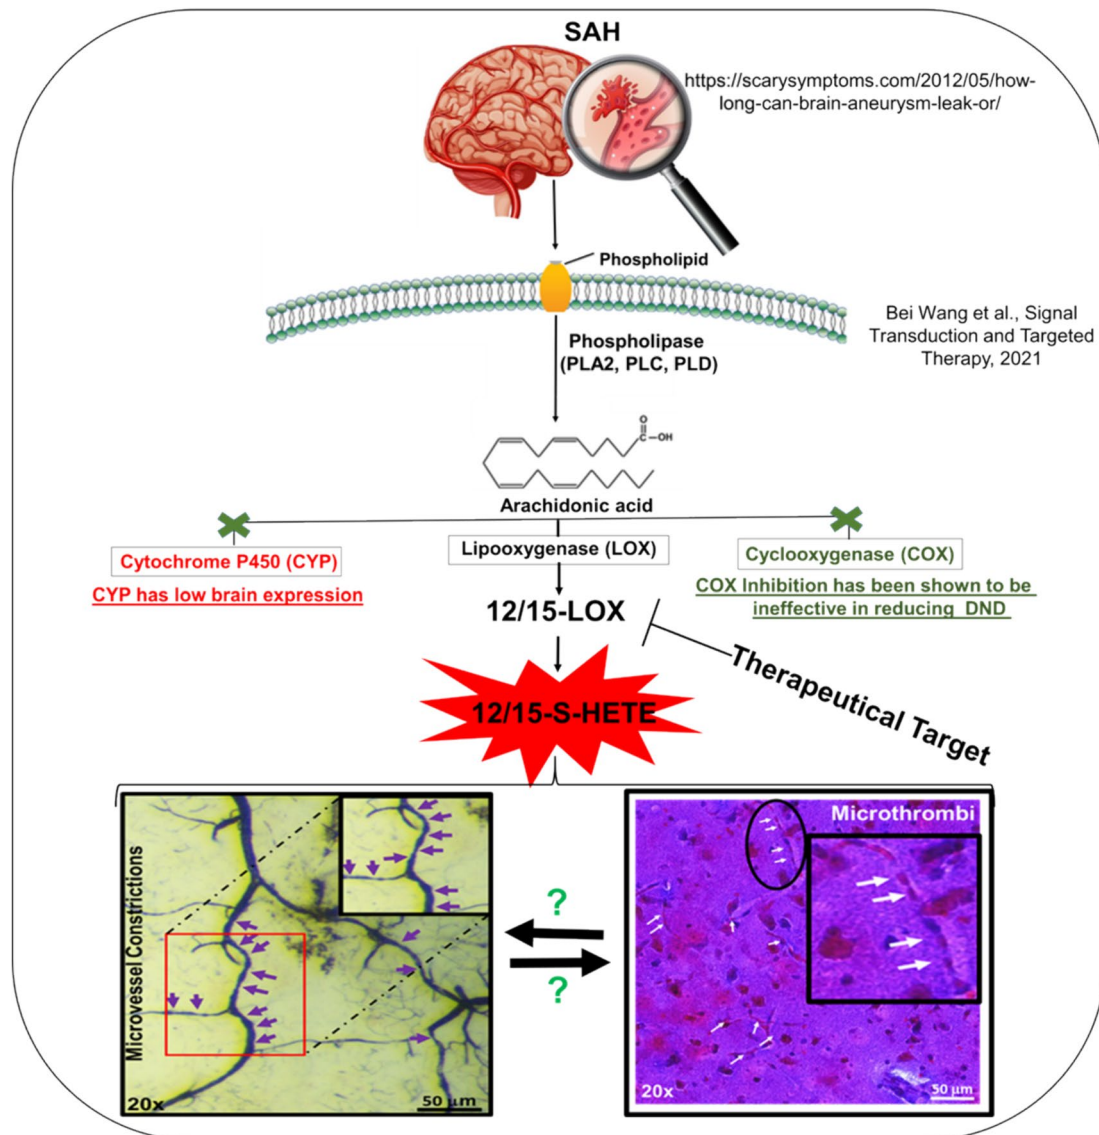 SAH
https://scarysymptoms.com/2012/05/how-
long-can-brain-aneurysm-leak-or/
Phospholipid
Bei Wang et al., Signal
Transduction and Targeted
Therapy, 2021
Phospholipase
(PLA2, PLC, PLD)
O
C
OH
Arachidonic acid
Cytochrome P450 (CYP)
Lipooxygenase (LOX)
Cyclooxygenase (COX)
CYP has low brain expression
COX Inhibition has been shown to be
ineffective in reducing DND
12/15-LOX
Therapeutical Target
12/15-S-HETE
Microvessel Constrictions
20x
50 µm
?
?
Microthrombi
20x
50 µm